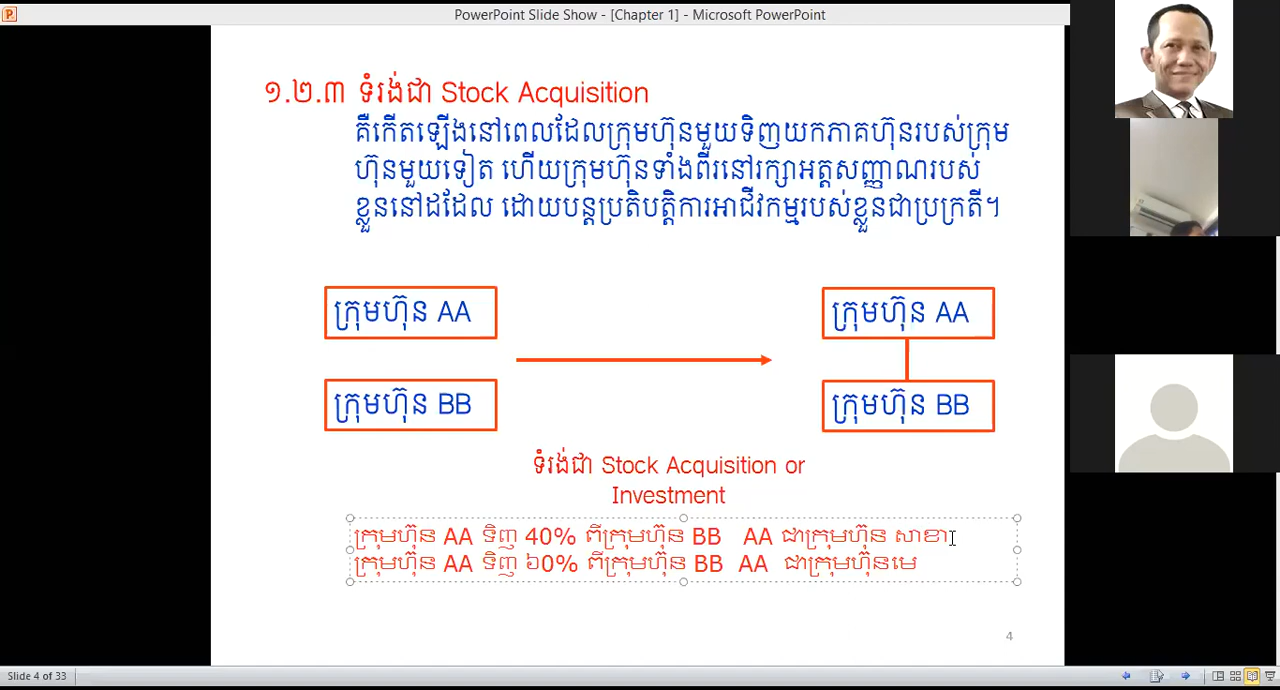 PowerPoint Slide Show - [Chapter 1] - Microsoft PowerPoint
១.២.៣ ទំរង់ជា Stock Acquisition
គឺកើតឡើងនៅពេលដែលក្រុមហ៊ុនមួយទិញយកភាគហ៊ុនរបស់ក្រុម
ហ៊ុនមួយទៀត ហើយក្រុមហ៊ុនទាំងពីរនៅរក្សាអត្តសញ្ញាណរបស់
ខ្លួននៅដដែល ដោយបន្តប្រតិបត្តិការអាជីវកម្មរបស់ខ្លួនជាប្រក្រតី។
ក្រុមហ៊ុន AA
ក្រុមហ៊ុន AA
ក្រុមហ៊ុន BB
ក្រុមហ៊ុន BB
ទំរង់ជា Stock Acquisition or
Investment
ក្រុមហ៊ុន AA ទិញ 40% ពីក្រុមហ៊ុន BB AA ជាក្រុមហ៊ុន សាខា
ក្រុមហ៊ុន AA ទិញ ៦0% ពីក្រុមហ៊ុន BB AA ជាក្រុមហ៊ុនមេ
4
Slide 4 of 33